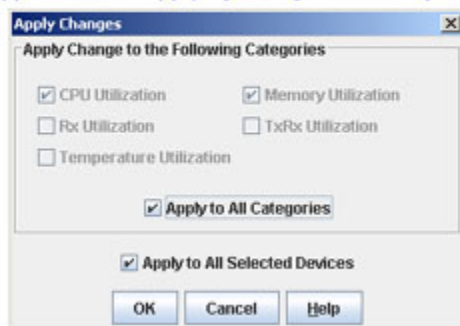 Apply Changes
Apply Change to the Following Categories
CPU Utilization Memory Utilization
Rx Utilization TxRx Utilization
Temperature Utilization
Apply to All Categories
Apply to All Selected Devices
OK Cancel Help